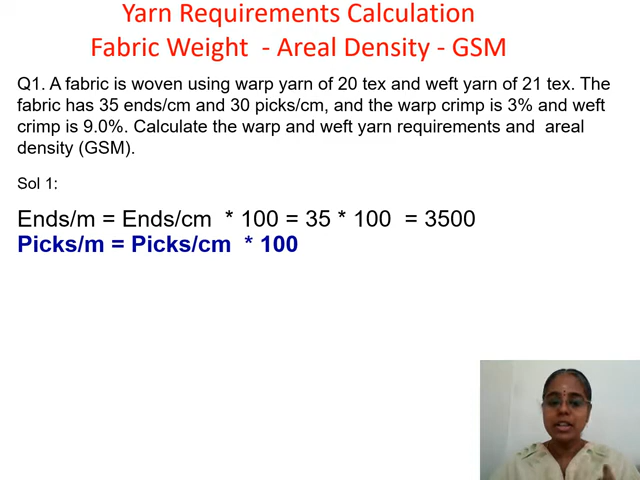 Yarn Requirements Calculation
Fabric Weight - Areal Density - GSM
Q1. A fabric is woven using warp yarn of 20 tex and weft yarn of 21 tex. The
fabric has 35 ends/cm and 30 picks/cm, and the warp crimp is 3% and weft
crimp is 9.0%. Calculate the warp and weft yarn requirements and areal
density (GSM).
Sol 1:
Ends/m = Ends/cm * 100 = 35 * 100 = 3500
Picks/m = Picks/cm * 100